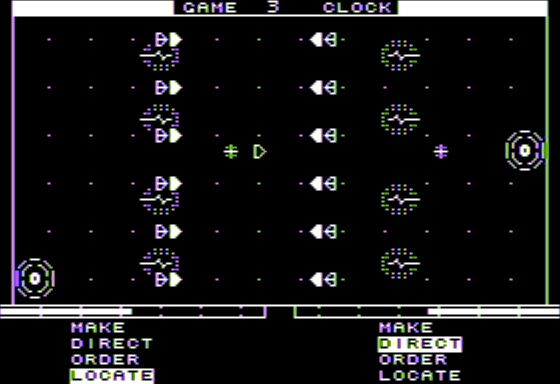 GAME 3 CLOCK
MAKE
DIRECT
ORDER
LOCATE
MAKE
DIRECT
ORDER
LOCATE